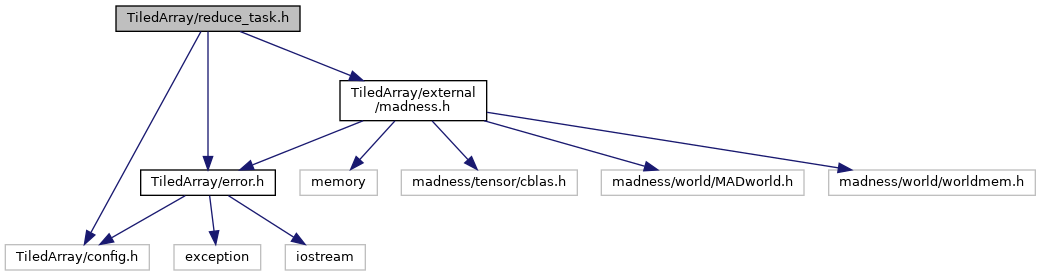 TiledArray/reduce_task.h
TiledArray/external
/madness.h
TiledArray/error.h
memory
madness/tensor/cblas.h
madness/world/MADworld.h
madness/world/worldmem.h
TiledArray/config.h
exception
iostream